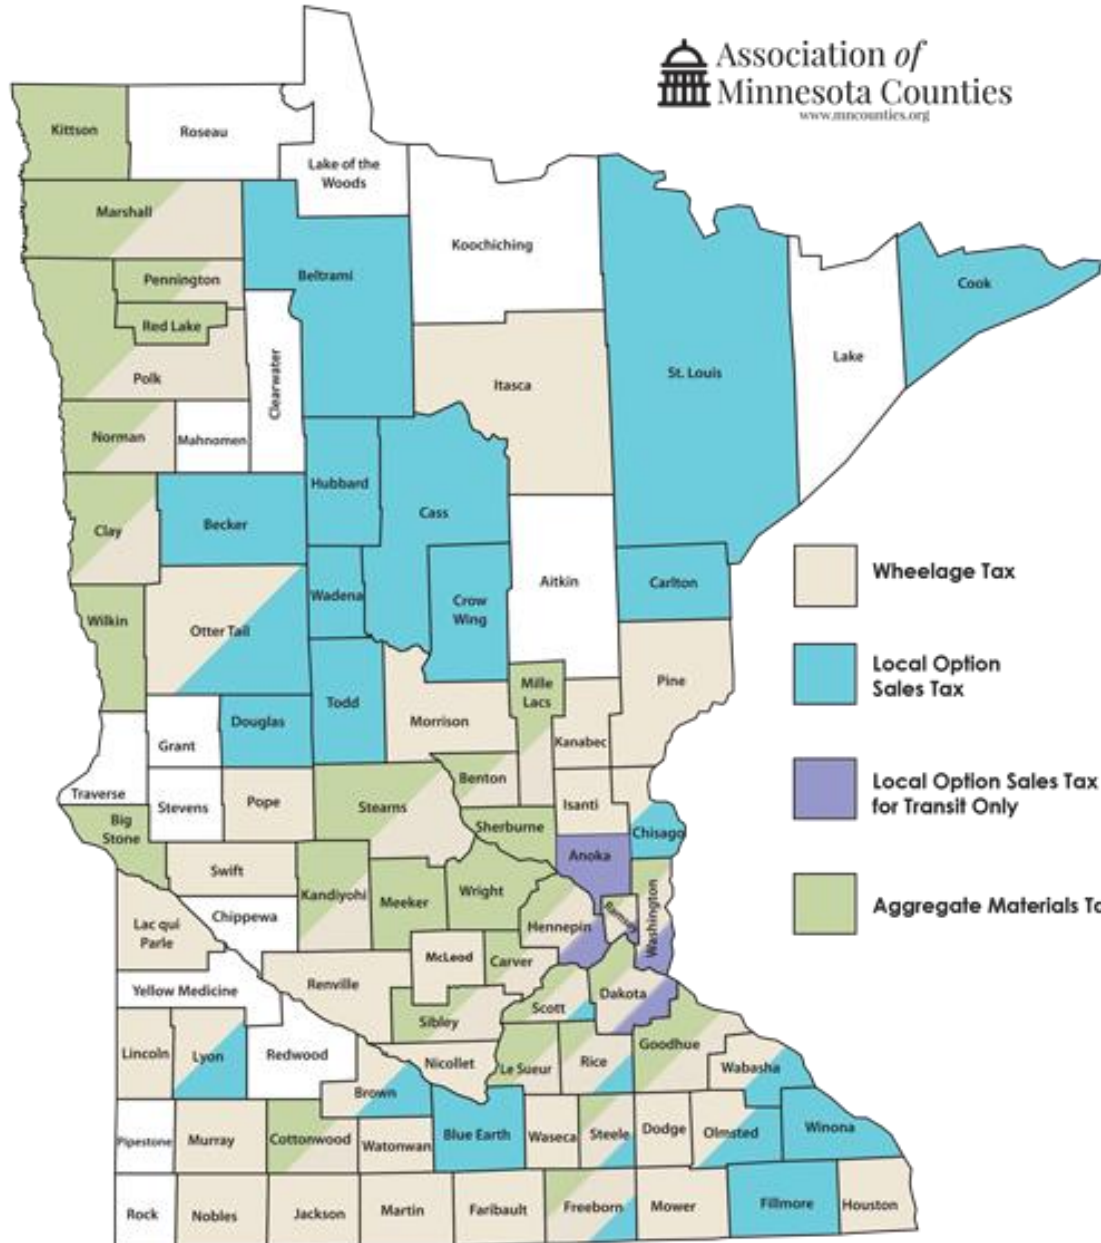 Association of
Minnesota Counties
www.mncounties.org
Kittson
Roseau
Lake of the
Woods
Marshall
Koochiching
Pennington
Beltrami
Cook
Red Lake
Lake
Clearwater
St. Louis
Polk
Itasca
Norman
Mahnomen
Hubbard
Cass
Becker
Clay
Aitkin
Carlton
Wheelage Tax
Wadena
Crow
Wing
Wilkin
Otter Tail
Local Option
Sales Tax
Pine
Mille
Lacs
Todd
Douglas
Morrison
Kanabec
Grant
Benton
Local Option Sales Tax
for Transit Only
Traverse
Stevens
Pope
Stearns
Isanti
Big
Stone
Sherburne
Chisago
Anoka
Swift
Kandiyohi
Meeker
Wright
Aggregate Materials Ta
Ramsey
Washington
Chippewa
Lac qui
Parle
Hennepin
McLeod
Carver
Renville
Yellow Medicine
Dakota
Scott
Sibley
Goodhue
Lincoln
Lyon
Redwood
Nicollet
Le Sueur
Rice
Wabasha
Brown
Pipestone
Murray
Cottonwood
Watonwan
Blue Earth
Waseca
Steele
Dodge
Olmsted
Winona
Rock
Nobles
Jackson
Martin
Faribault
Freeborn
Mower
Fillmore
Houston